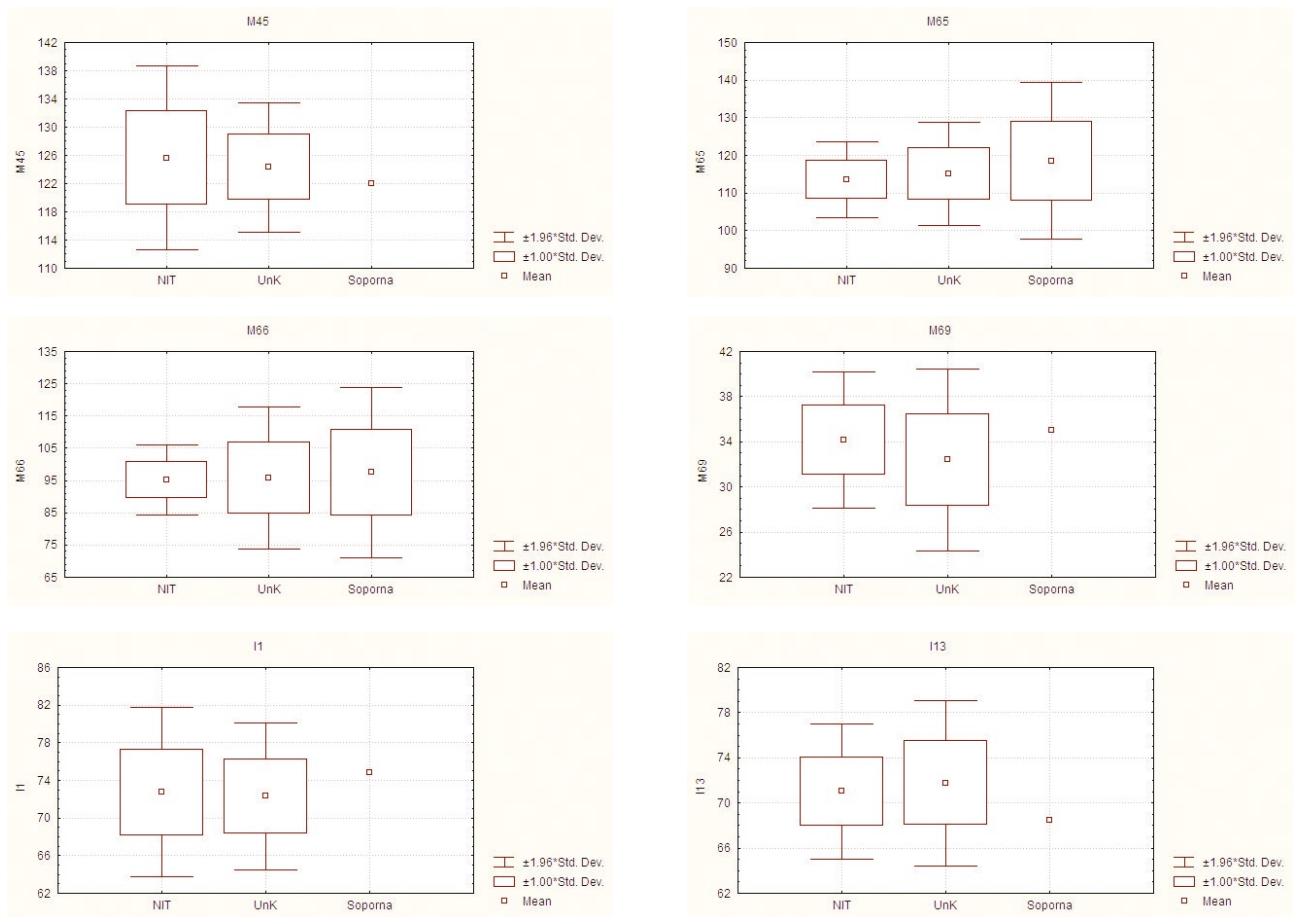 M45
142
138
134
130
126
122
118
114
110
M45
NIT
UnK
Soporna
±1.96*Std. Dev.
±1.00*Std. Dev.
Mean
M65
150
140
130
120
110
100
90
M65
NIT
UnK
Soporna
±1.96*Std. Dev.
±1.00*Std. Dev.
Mean
M66
135
125
115
105
95
85
75
65
M66
NIT
UnK
Soporna
±1.96*Std. Dev.
±1.00*Std. Dev.
Mean
M69
42
38
34
30
26
22
M69
NIT
UnK
Soporna
±1.96*Std. Dev.
±1.00*Std. Dev.
Mean
I1
86
82
78
74
70
66
62
I1
NIT
UnK
Soporna
±1.96*Std. Dev.
±1.00*Std. Dev.
Mean
I13
82
78
74
70
66
62
I13
NIT
UnK
Soporna
±1.96*Std. Dev.
±1.00*Std. Dev.
Mean